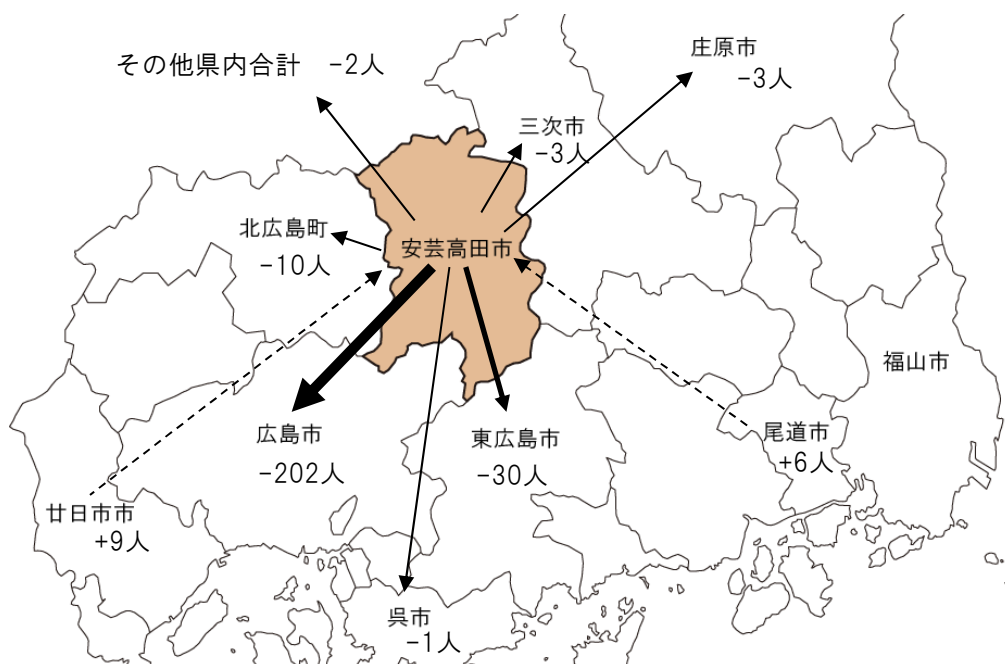 庄原市
-3人
その他県内合計 -2人
三次市
-3人
北広島町
-10人
安芸高田市
福山市
広島市
-202人
東広島市
-30人
尾道市
+6人
廿日市市
+9人
呉市
-1人